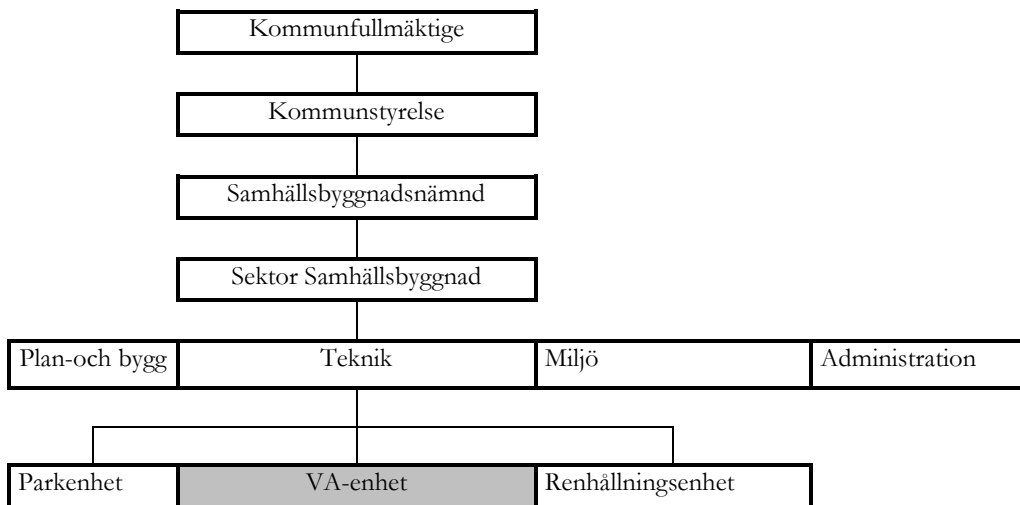 Kommunfullmäktige
Kommunstyrelse
Samhällsbyggnadsnämnd
Sektor Samhällsbyggnad
Plan-och bygg Teknik Miljö Administration
Parkenhet VA-enhet Renhållningsenhet